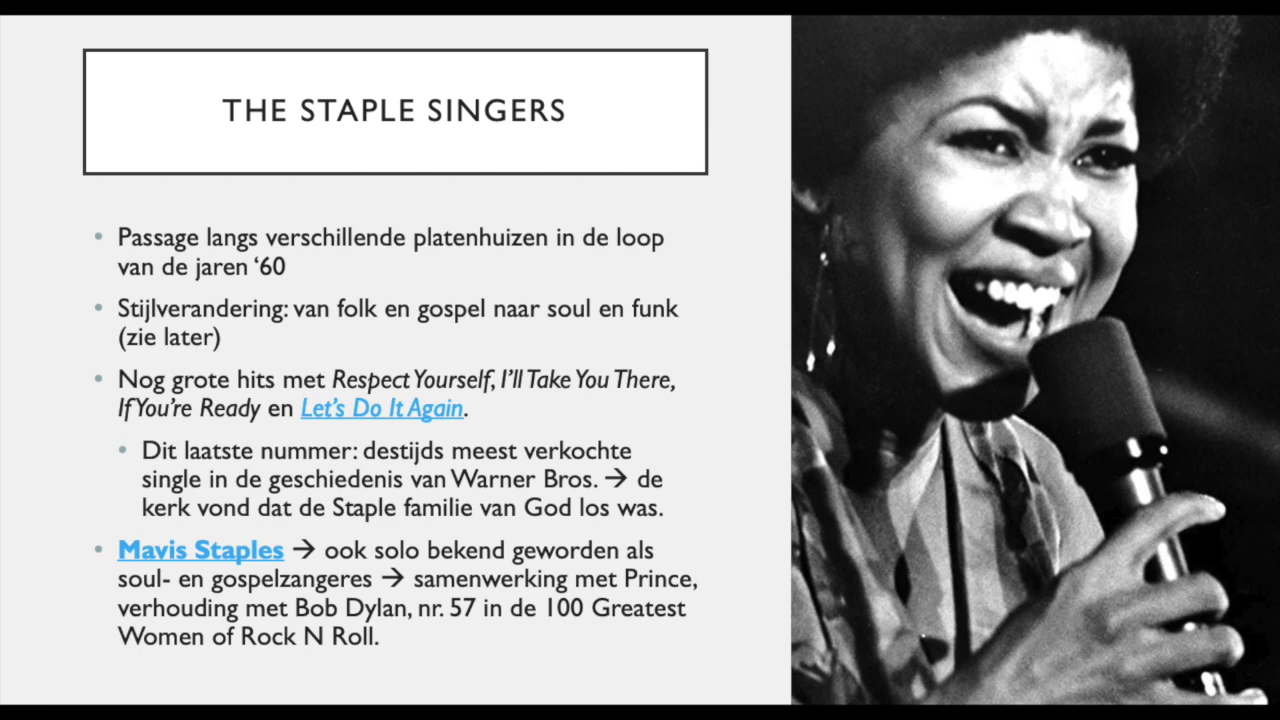 THE STAPLE SINGERS
• Passage langs verschillende platenhuizen in de loop
van de jaren ‘60
• Stijlverandering: van folk en gospel naar soul en funk
(zie later)
• Nog grote hits met Respect Yourself, I’ll Take You There,
If You’re Ready en Let’s Do It Again.
• Dit laatste nummer: destijds meest verkochte
single in de geschiedenis van Warner Bros. → de
kerk vond dat de Staple familie van God los was.
• Mavis Staples → ook solo bekend geworden als
soul- en gospelzangeres → samenwerking met Prince,
verhouding met Bob Dylan, nr. 57 in de 100 Greatest
Women of Rock N Roll.